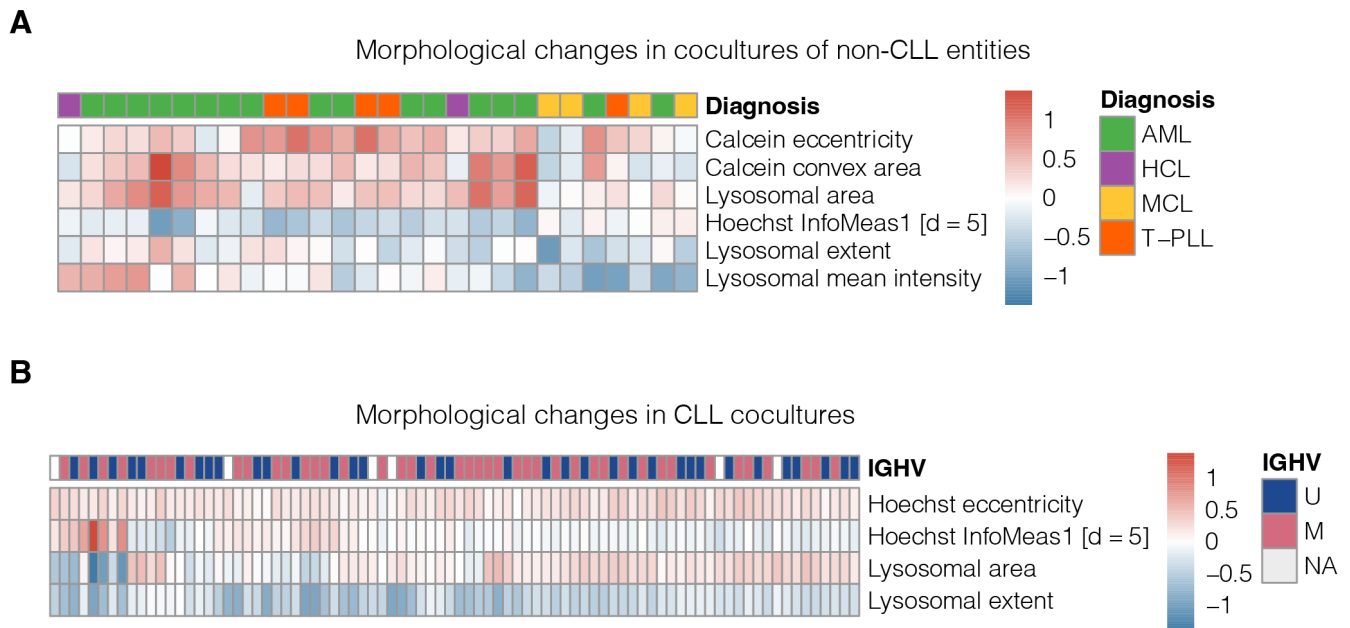 A
Morphological changes in cocultures of non-CLL entities
Diagnosis
Calcein eccentricity
Calcein convex area
Lysosomal area
Hoechst InfoMeas1 [d = 5]
Lysosomal extent
Lysosomal mean intensity
1
0.5
0
−0.5
−1
Diagnosis
AML
HCL
MCL
T−PLL
B
Morphological changes in CLL cocultures
IGHV
Hoechst eccentricity
Hoechst InfoMeas1 [d = 5]
Lysosomal area
Lysosomal extent
1
0.5
0
−0.5
−1
IGHV
U
M
NA